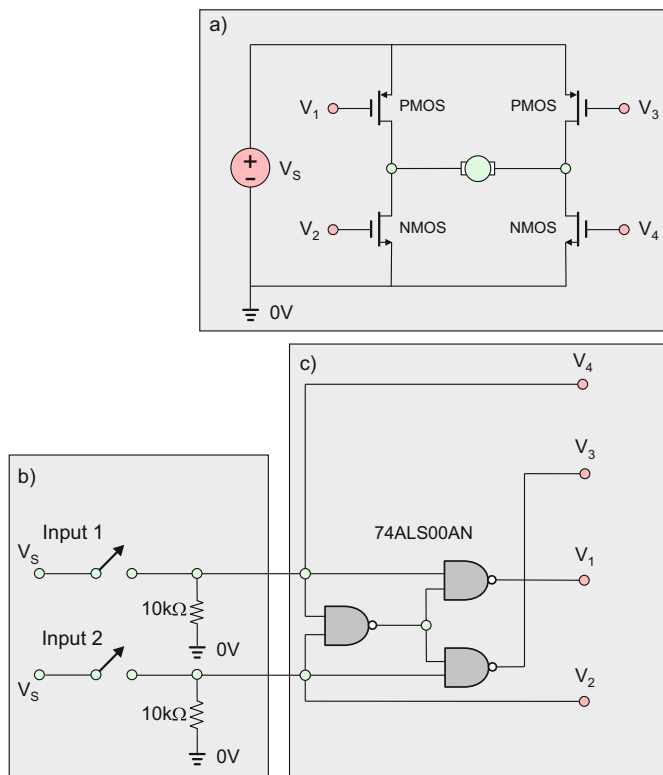 a)
V1 PMOS PMOS V3
+
− VS
V2 NMOS NMOS V4
0V
c)
V4
b)
V3
74ALS00AN
Input 1
VS V1
10kΩ
Input 2 0V
VS
V2
10kΩ
0V